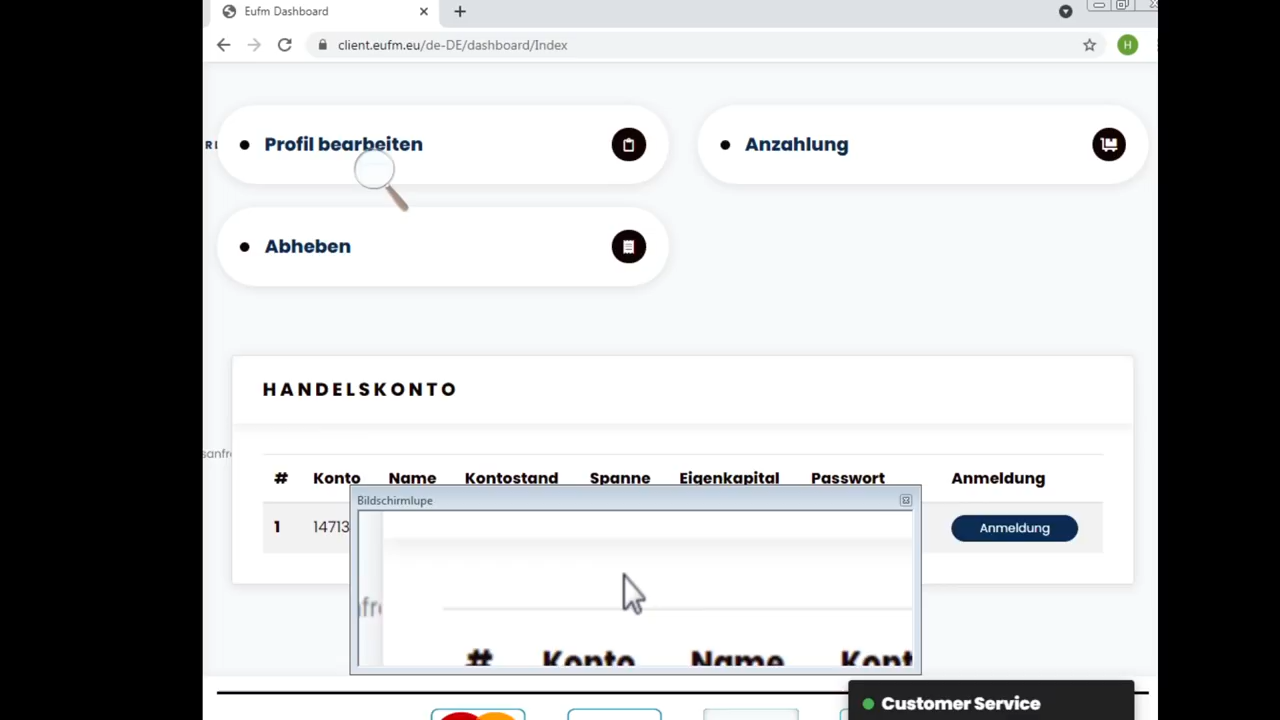 Eufm Dashboard
client.eufm.eu/de-DE/dashboard/Index
H
Profil bearbeiten
Anzahlung
Abheben
HANDELSKONTO
# Konto Name Kontostand Spanne Eigenkapital Passwort Anmeldung
1 14713 Anmeldung
Bildschirmlupe
# Konto Name Kont
Customer Service